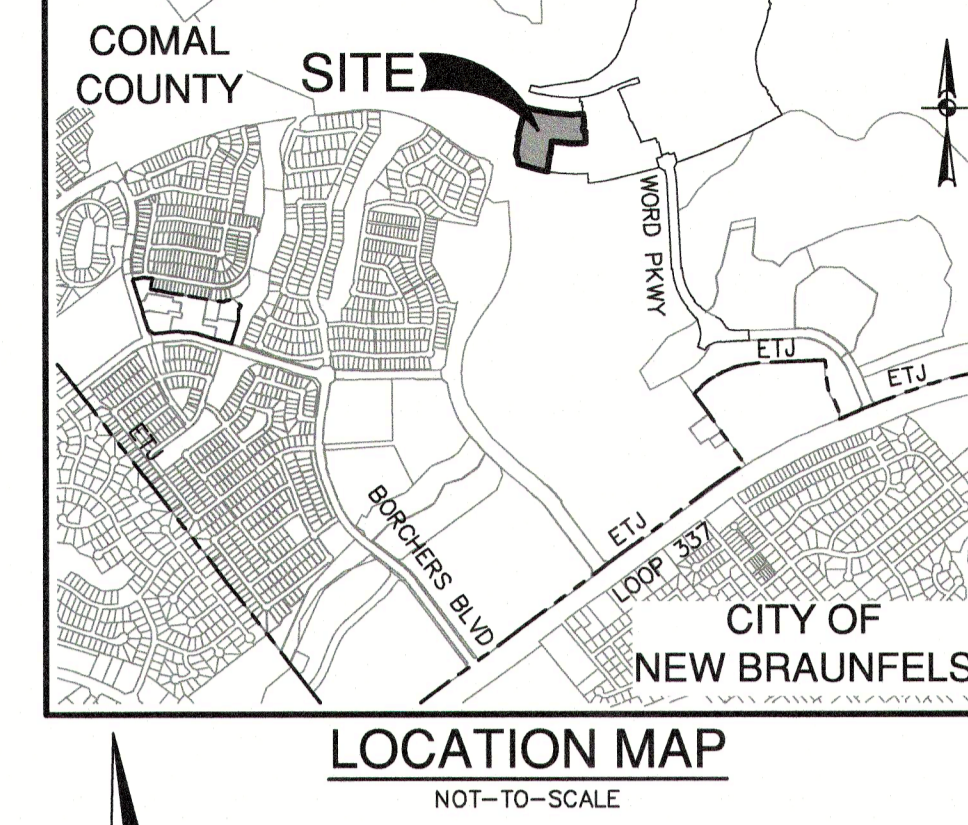 COMAL
COUNTY
SITE
WORD PKWY
ETJ
ETJ
ETJ
BORCHERS BLVD
ETJ
LOOP 337
CITY OF
NEW BRAUNFELS
LOCATION MAP
NOT-TO-SCALE